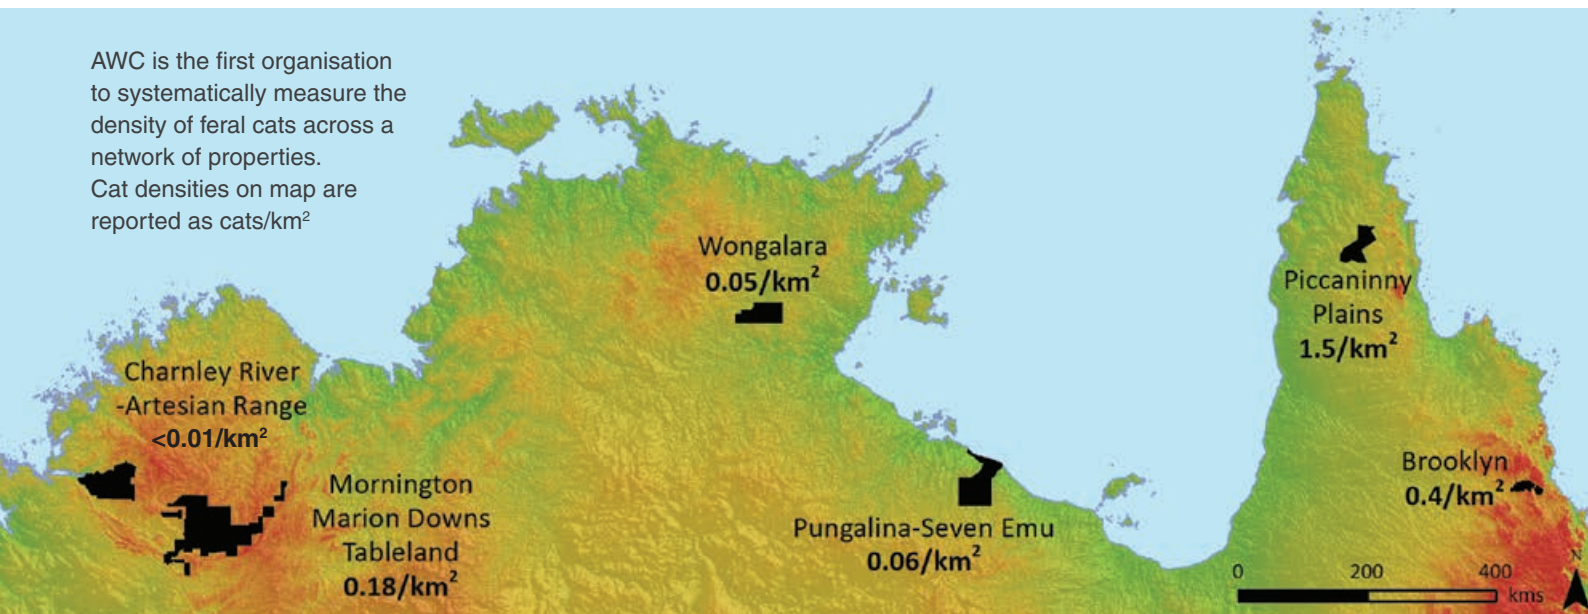 AWC is the first organisation
to systematically measure the
density of feral cats across a
network of properties.
Cat densities on map are
reported as cats/km²
Wongalara
0.05/km²
Piccaninny
Plains
1.5/km²
Charnley River
-Artesian Range
<0.01/km²
Mornington
Marion Downs
Tableland
0.18/km²
Pungalina-Seven Emu
0.06/km²
Brooklyn
0.4/km²
N
0 200 400
kms